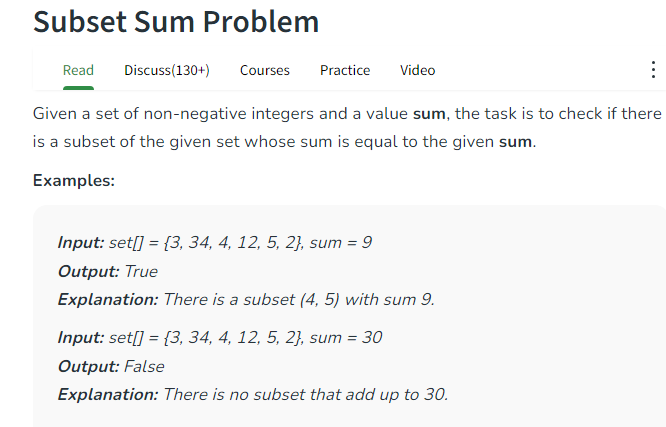 Subset Sum Problem
Read Discuss(130+) Courses Practice Video
Given a set of non-negative integers and a value sum, the task is to check if there
is a subset of the given set whose sum is equal to the given sum.
Examples:
Input: set[] = {3, 34, 4, 12, 5, 2}, sum = 9
Output: True
Explanation: There is a subset (4, 5) with sum 9.
Input: set[] = {3, 34, 4, 12, 5, 2}, sum = 30
Output: False
Explanation: There is no subset that add up to 30.